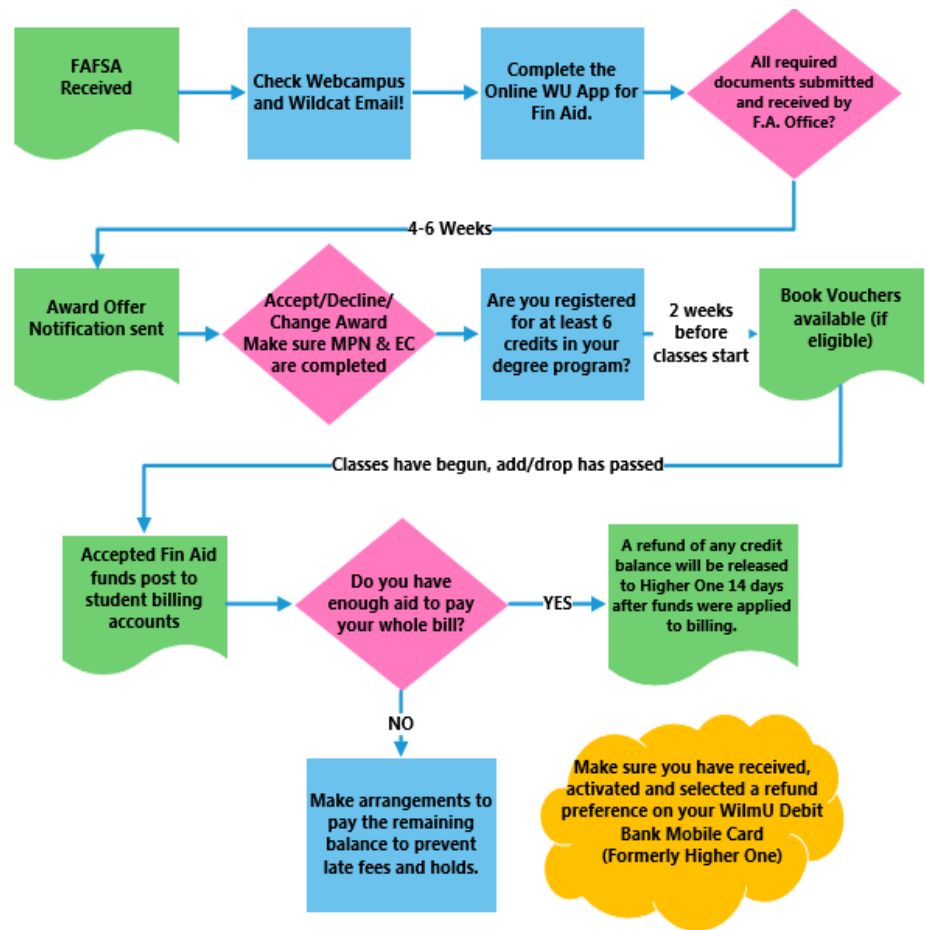 FAFSA
Received
Check Webcampus
and Wildcat Email!
Complete the
Online WU App for
Fin Aid.
All required
documents submitted
and received by
F.A. Office?
4-6 Weeks
Award Offer
Notification sent
Accept/Decline/
Change Award
Make sure MPN & EC
are completed
Are you registered
for at least 6
credits in your
degree program?
2 weeks
before
classes start
Book Vouchers
available (if
eligible)
Classes have begun, add/drop has passed
Accepted Fin Aid
funds post to
student billing
accounts
Do you have
enough aid to pay
your whole bill?
YES
A refund of any credit
balance will be released
to Higher One 14 days
after funds were applied
to billing.
NO
Make arrangements to
pay the remaining
balance to prevent
late fees and holds.
Make sure you have received,
activated and selected a refund
preference on your WilmU Debit
Bank Mobile Card
(Formerly Higher One)